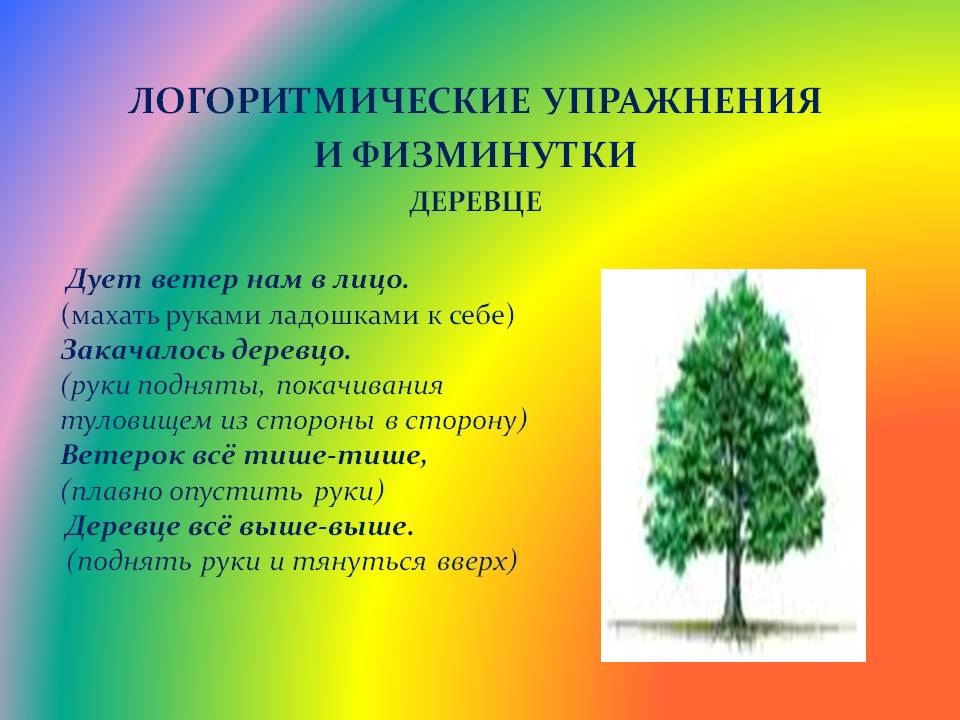 ЛОГОРИТМИЧЕСКИЕ УПРАЖНЕНИЯ
И ФИЗМИНУТКИ
ДЕРЕВЦЕ
Дует ветер нам в лицо.
(махать руками ладошками к себе)
Закачалось деревцо.
(руки подняты, покачивания
туловищем из стороны в сторону)
Ветерок всё тише-тише,
(плавно опустить руки)
Деревце всё выше-выше.
(поднять руки и тянуться вверх)